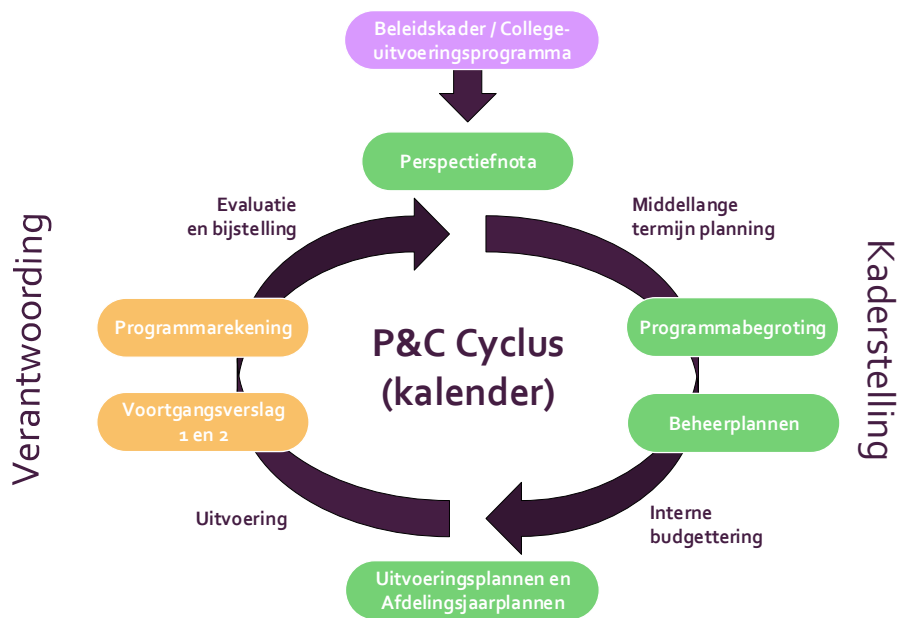 Beleidskader / College-
uitvoeringsprogramma
Perspectiefnota
Evaluatie
en bijstelling
Middellange
termijn planning
Verantwoording
Kaderstelling
Programmarekening
Programmabegroting
P&C Cyclus
(kalender)
Voortgangsverslag
1 en 2
Beheerplannen
Uitvoering
Interne
budgettering
Uitvoeringsplannen en
Afdelingsjaarplannen